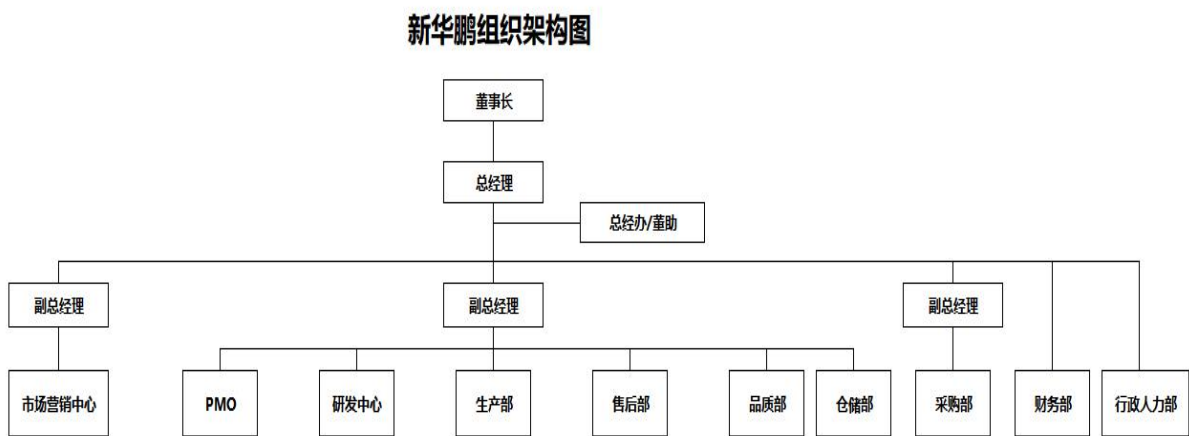 新华鹏组织架构图
董事长
总经理
总经办/董助
副总经理
副总经理
副总经理
市场营销中心
PMO
研发中心
生产部
售后部
品质部
仓储部
采购部
财务部
行政人力部